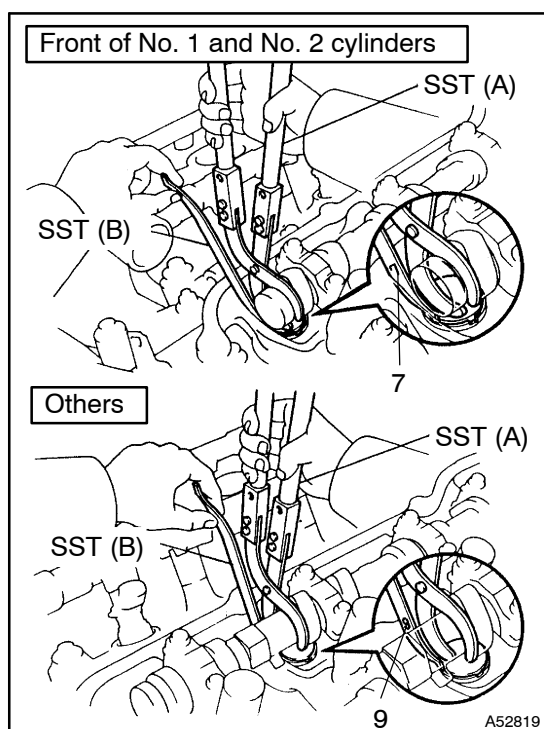 Front of No. 1 and No. 2 cylinders
SST (A)
SST (B)
7
Others
SST (A)
SST (B)
9
A52819